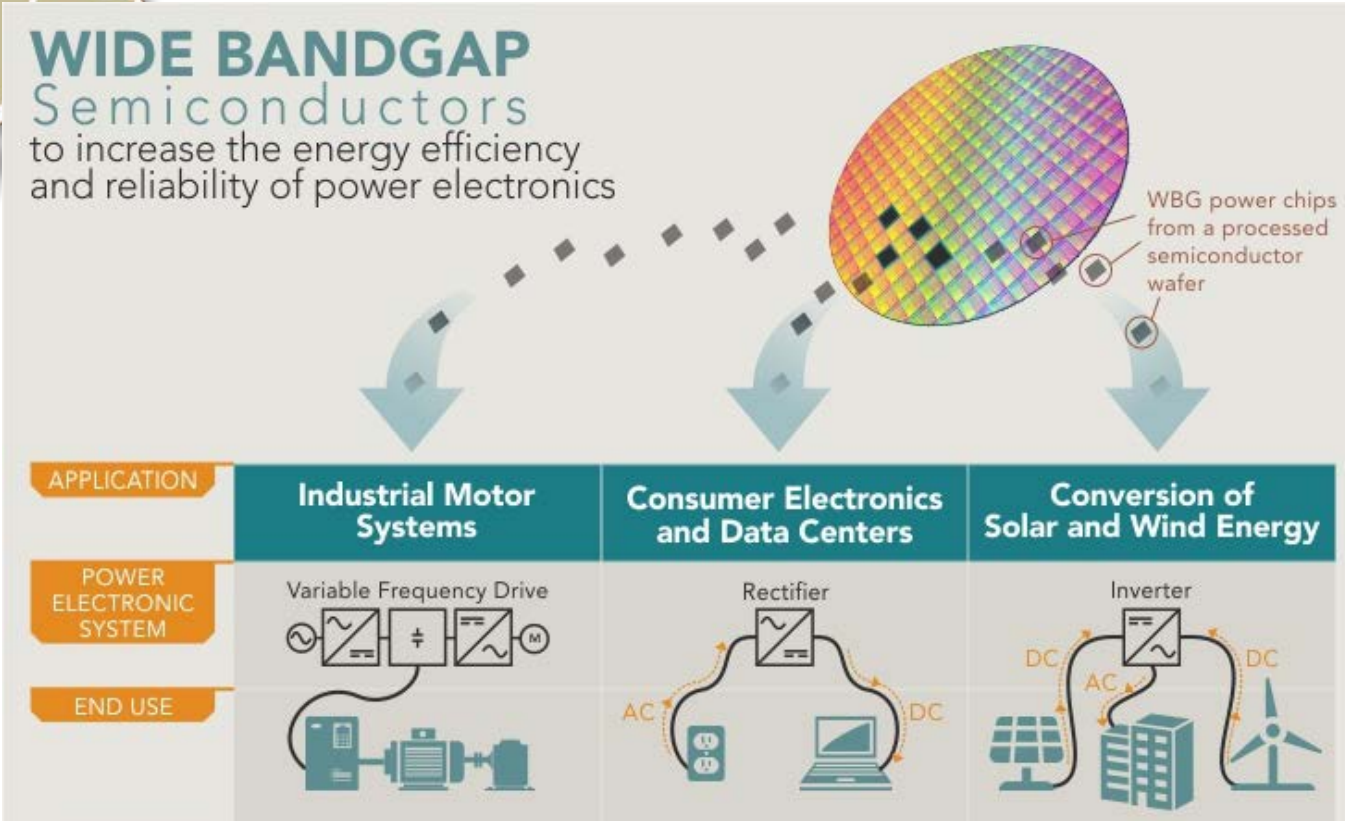 WIDE BANDGAP
Semiconductors
to increase the energy efficiency
and reliability of power electronics
WBG power chips
from a processed
semiconductor
wafer
APPLICATION
Industrial Motor
Systems
Consumer Electronics
and Data Centers
Conversion of
Solar and Wind Energy
POWER
ELECTRONIC
SYSTEM
Variable Frequency Drive
M
Rectifier
Inverter
END USE
AC
DC
DC
AC
DC